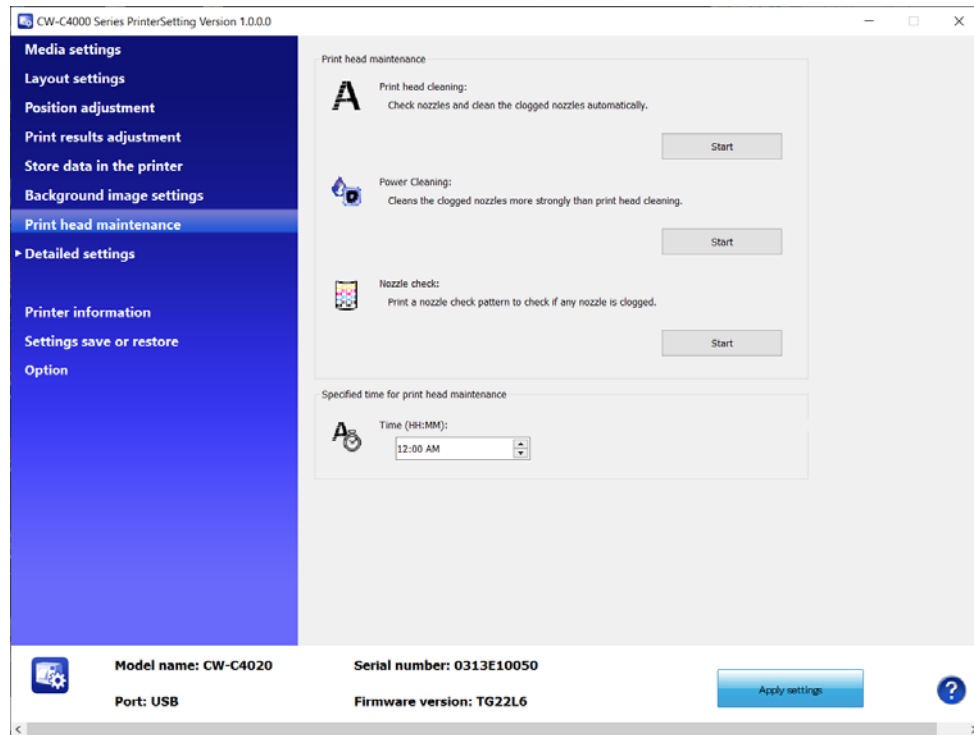 CW-C4000 Series PrinterSetting Version 1.0.0.0
Media settings
Layout settings
Position adjustment
Print results adjustment
Store data in the printer
Background image settings
Print head maintenance
Detailed settings
Printer information
Settings save or restore
Option
Print head maintenance
A
Print head cleaning:
Check nozzles and clean the clogged nozzles automatically.
Start
Power Cleaning:
Cleans the clogged nozzles more strongly than print head cleaning.
Start
Nozzle check:
Print a nozzle check pattern to check if any nozzle is clogged.
Start
Specified time for print head maintenance
A
Time (HH:MM):
12:00 AM
Model name: CW-C4020
Serial number: 0313E10050
Port: USB
Firmware version: TG22L6
Apply settings
?